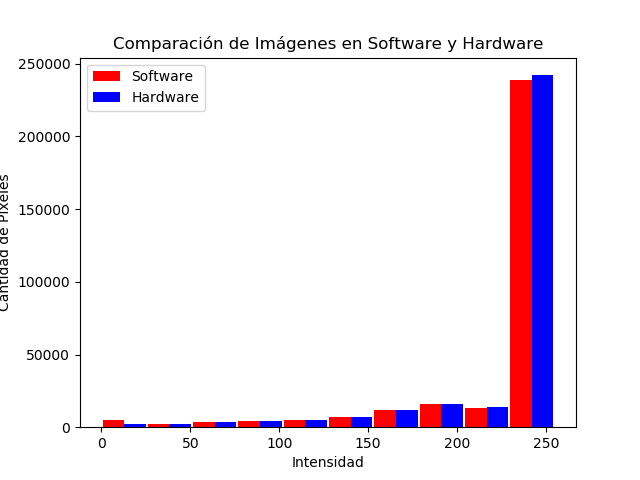 Comparación de Imágenes en Software y Hardware
Software
Hardware
250000
200000
150000
100000
50000
0
Cantidad de Píxeles
0 50 100 150 200 250
Intensidad